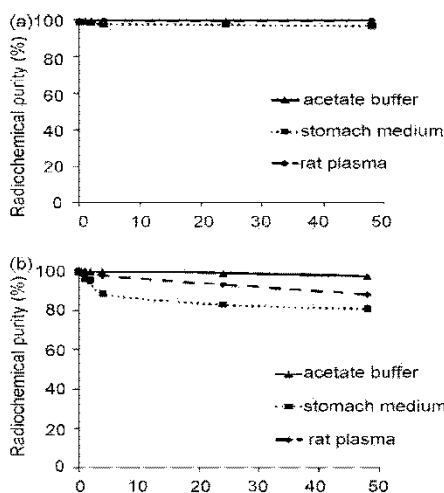 (a)
Radiochemical purity (%)
100
80
60
40
20
0
acetate buffer
stomach medium
rat plasma
0 10 20 30 40 50
(b)
Radiochemical purity (%)
100
80
60
40
20
0
acetate buffer
stomach medium
rat plasma
0 10 20 30 40 50